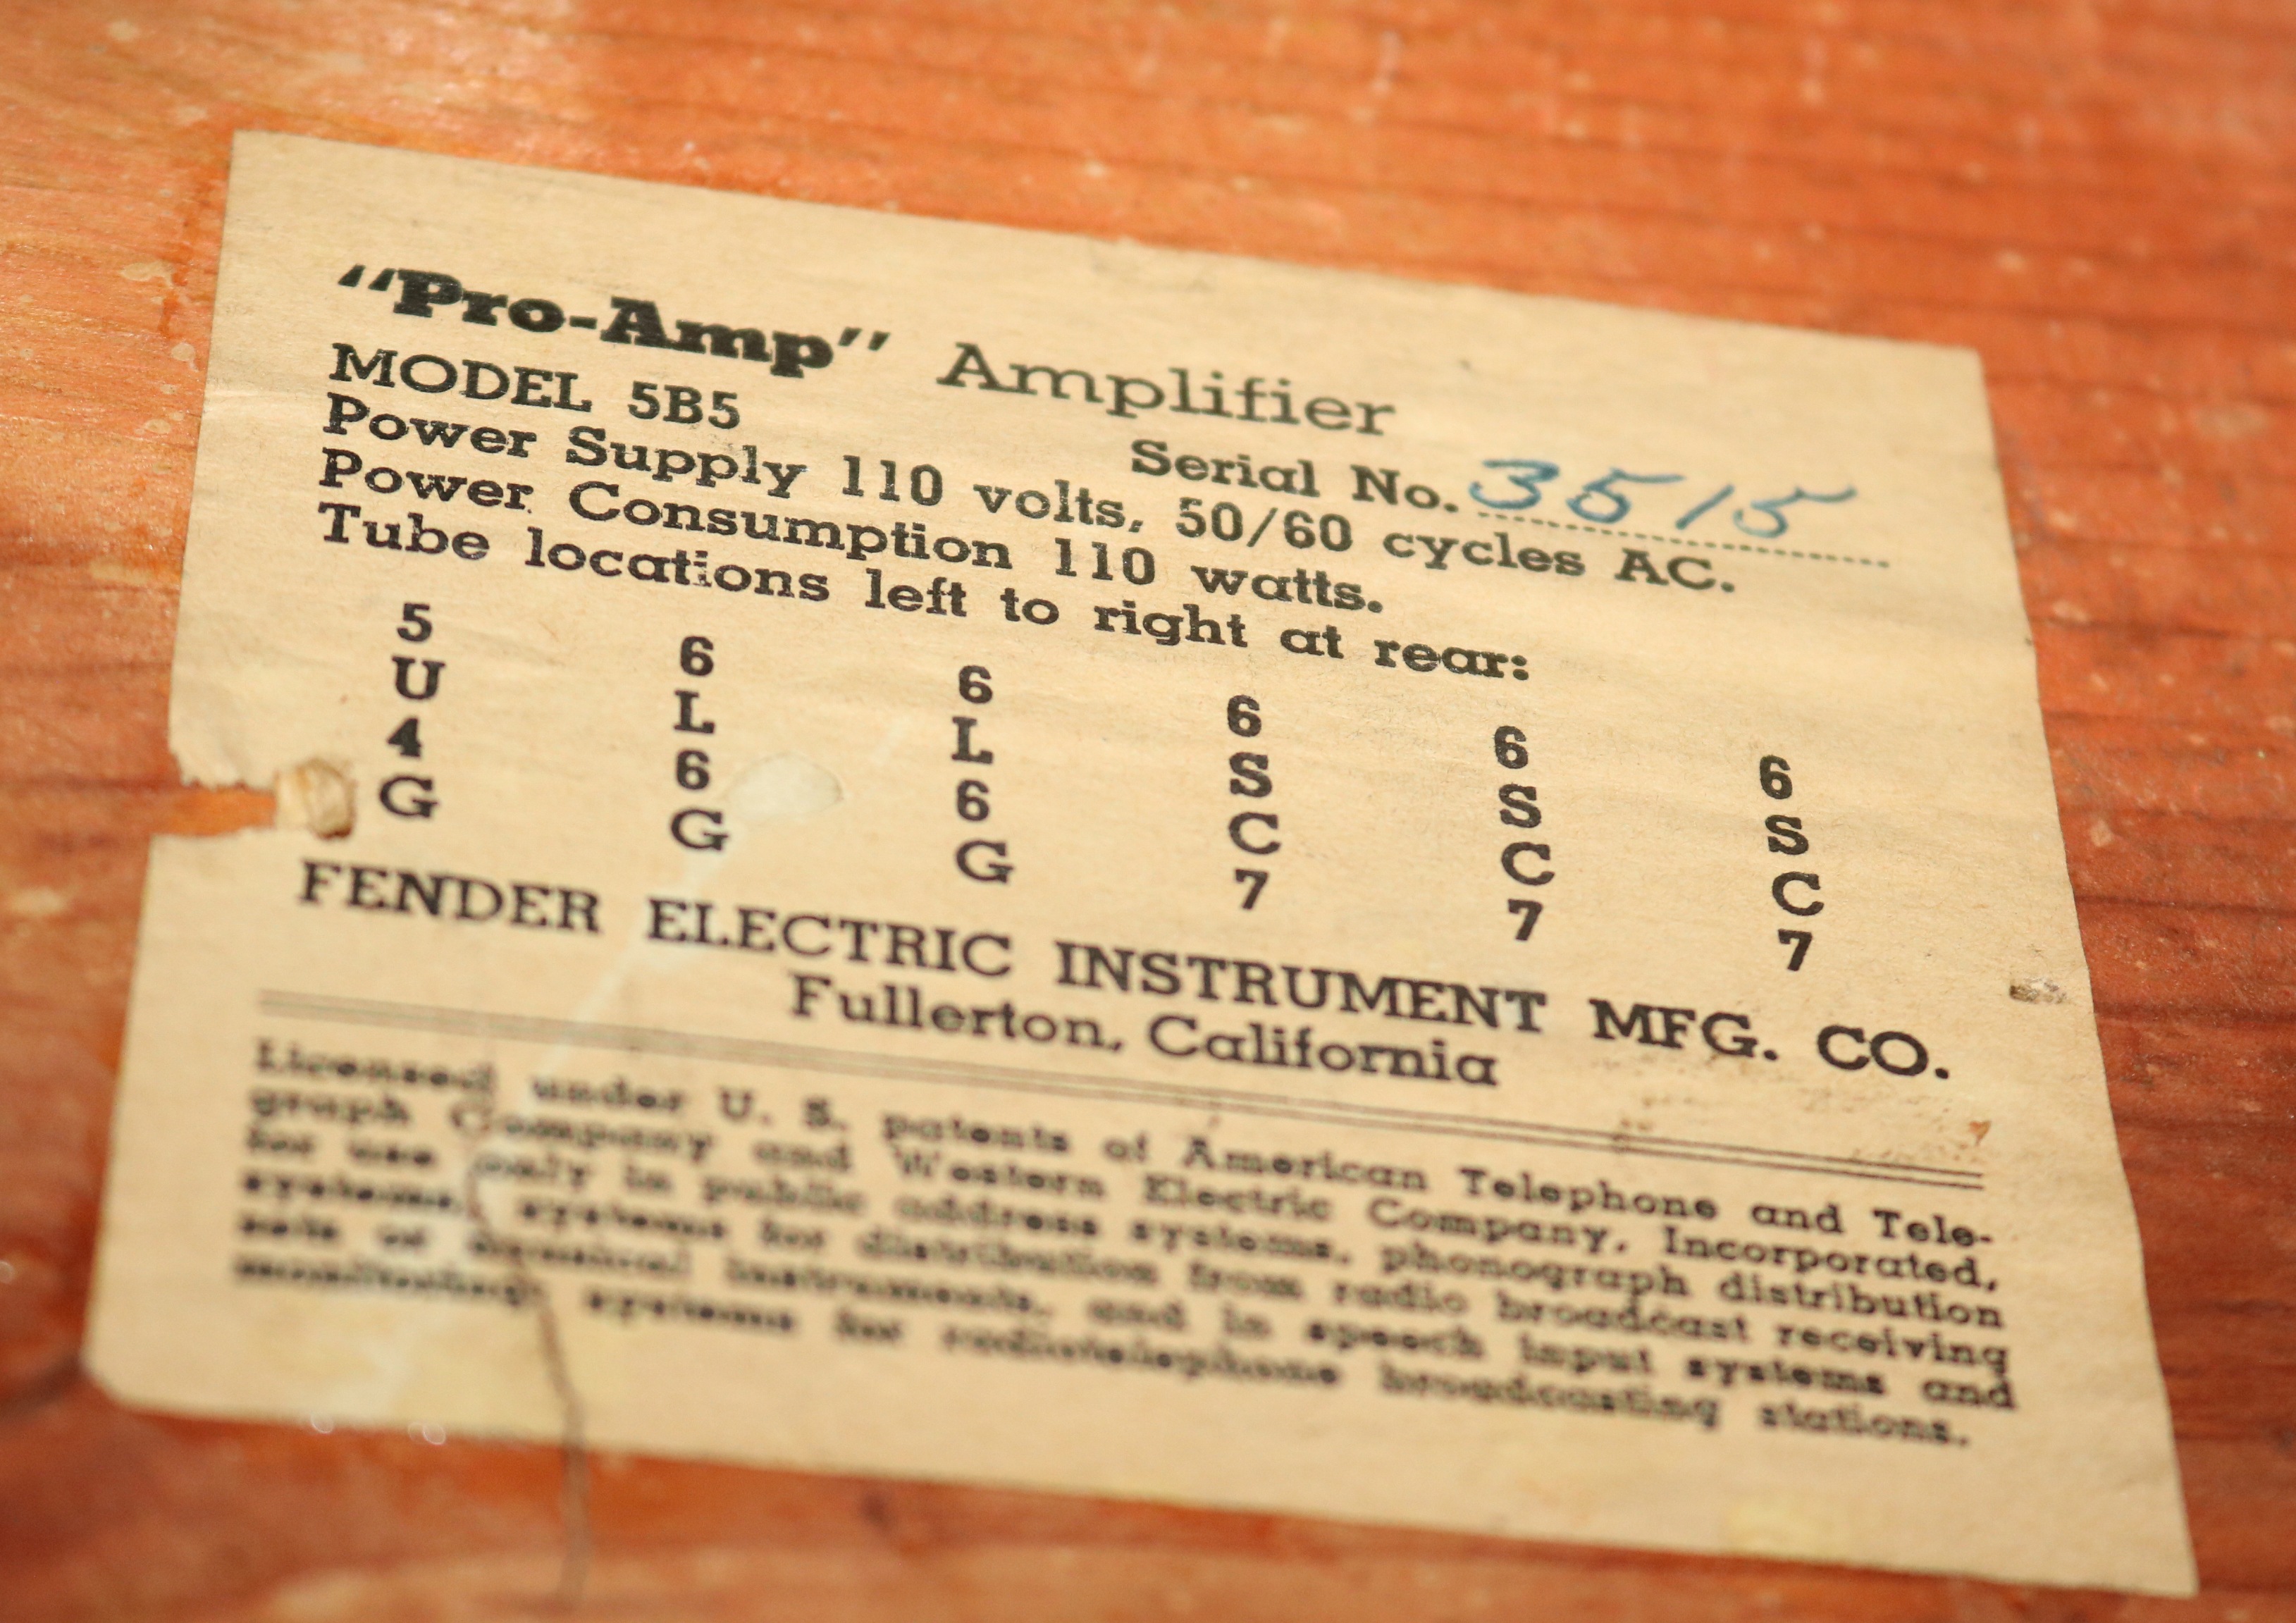 "Pro-Amp" Amplifier
MODEL 5B5 Serial No. 3515
Power Supply 110 volts, 50/60 cycles AC.
Power Consumption 110 watts.
Tube locations left to right at rear:
5 6 6 6 6 6
U L L S S S
4 6 6 C C C
G G G 7 7 7
FENDER ELECTRIC INSTRUMENT MFG. CO.
Fullerton, California
Licensed under U. S. patents of American Telephone and Tele-
graph Company and Western Electric Company, Incorporated,
for use only in public address systems, phonograph distribution
systems, systems for distribution from radio broadcast receiving
sets or musical instruments, and in speech input systems and
monitoring systems for radiotelephone broadcasting stations.